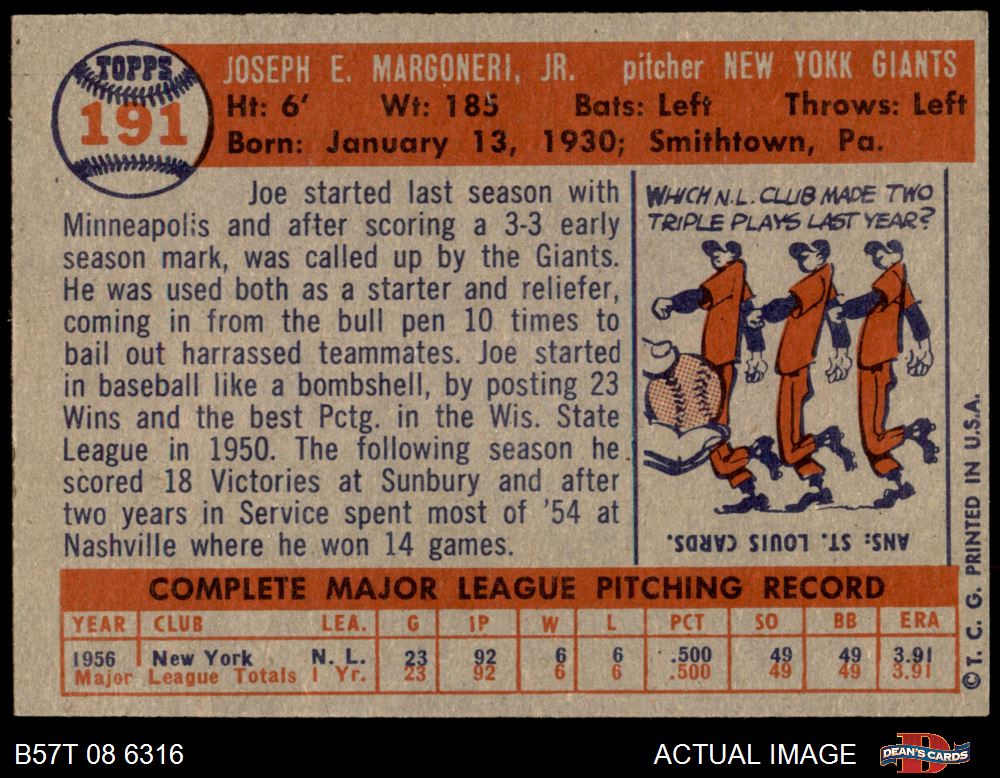 TOPPS
191
JOSEPH E. MARGONERI, JR. pitcher NEW YOKK GIANTS
Ht: 6' Wt: 185 Bats: Left Throws: Left
Born: January 13, 1930; Smithtown, Pa.
Joe started last season with
Minneapolis and after scoring a 3-3 early
season mark, was called up by the Giants.
He was used both as a starter and reliefer,
coming in from the bull pen 10 times to
bail out harrassed teammates. Joe started
in baseball like a bombshell, by posting 23
Wins and the best Pctg. in the Wis. State
League in 1950. The following season he
scored 18 Victories at Sunbury and after
two years in Service spent most of '54 at
Nashville where he won 14 games.
WHICH N.L. CLUB MADE TWO
TRIPLE PLAYS LAST YEAR?
ANS: ST. LOUIS CARDS.
COMPLETE MAJOR LEAGUE PITCHING RECORD
YEAR CLUB LEA. G IP W L PCT SO BB ERA
1956 New York N. L. 23 92 6 6 .500 49 49 3.91
Major League Totals 1 Yr. 23 92 6 6 .500 49 49 3.91
© T. C. G. PRINTED IN U.S.A.
B57T 08 6316 ACTUAL IMAGE
DEAN'S CARDS